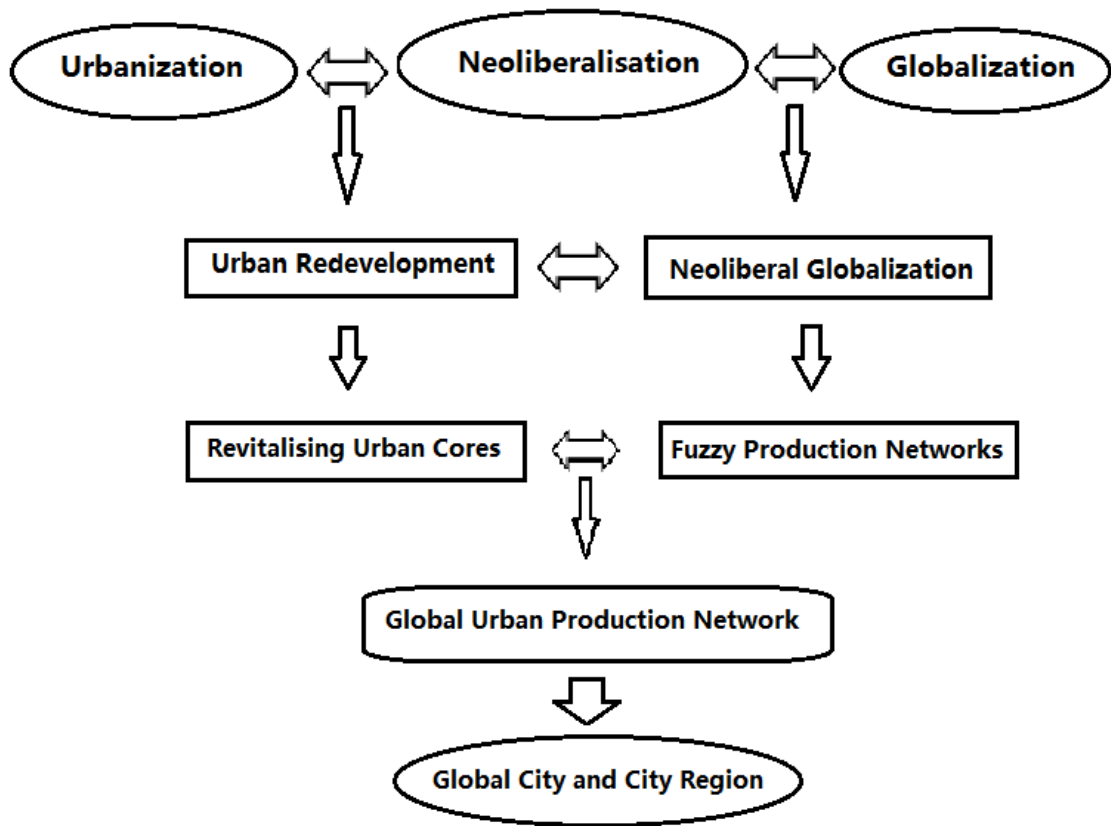 Urbanization
Neoliberalisation
Globalization
Urban Redevelopment
Neoliberal Globalization
Revitalising Urban Cores
Fuzzy Production Networks
Global Urban Production Network
Global City and City Region